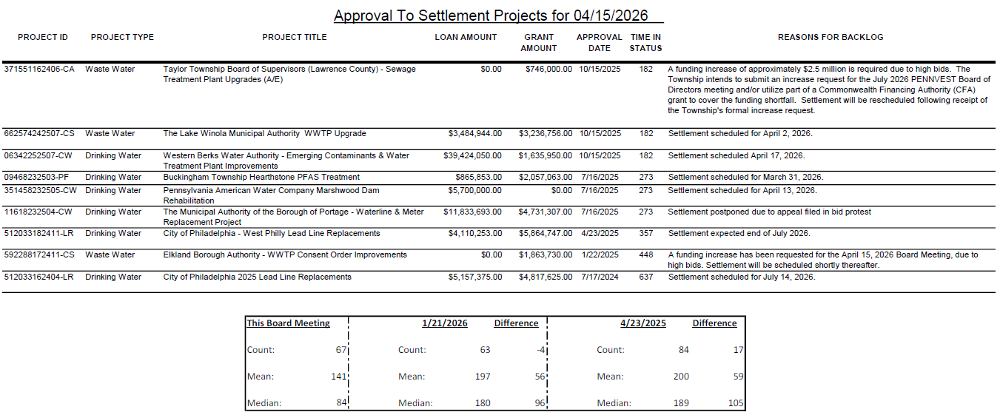 Approval To Settlement Projects for 04/15/2026
PROJECT ID PROJECT TYPE PROJECT TITLE LOAN AMOUNT GRANT AMOUNT APPROVAL DATE TIME IN STATUS REASONS FOR BACKLOG
371551162406-CA Waste Water Taylor Township Board of Supervisors (Lawrence County) - Sewage $0.00 $746,000.00 10/15/2025 182 A funding increase of approximately $2.5 million is required due to high bids. The
Treatment Plant Upgrades (A/E) Township intends to submit an increase request for the July 2026 PENNVEST Board of
Directors meeting and/or utilize part of a Commonwealth Financing Authority (CFA)
grant to cover the funding shortfall. Settlement will be rescheduled following receipt of
the Township's formal increase request.
662574242507-CS Waste Water The Lake Winola Municipal Authority WWTP Upgrade $3,484,944.00 $3,236,756.00 10/15/2025 182 Settlement scheduled for April 2, 2026.
06342252507-CW Drinking Water Western Berks Water Authority - Emerging Contaminants & Water $39,424,050.00 $1,635,950.00 10/15/2025 182 Settlement scheduled April 17, 2026.
Treatment Plant Improvements
09468232503-PF Drinking Water Buckingham Township Hearthstone PFAS Treatment $865,853.00 $2,057,063.00 7/16/2025 273 Settlement scheduled for March 31, 2026.
351458232505-CW Drinking Water Pennsylvania American Water Company Marshwood Dam $5,700,000.00 $0.00 7/16/2025 273 Settlement scheduled for April 13, 2026.
Rehabilitation
11618232504-CW Drinking Water The Municipal Authority of the Borough of Portage - Waterline & Meter $11,833,693.00 $4,731,307.00 7/16/2025 273 Settlement postponed due to appeal filed in bid protest
Replacement Project
512033182411-LR Drinking Water City of Philadelphia - West Philly Lead Line Replacements $4,110,253.00 $5,864,747.00 4/23/2025 357 Settlement expected end of July 2026.
592288172411-CS Waste Water Elkland Borough Authority - WWTP Consent Order Improvements $0.00 $1,863,730.00 1/22/2025 448 A funding increase has been requested for the April 15, 2026 Board Meeting, due to
high bids. Settlement will be scheduled shortly thereafter.
512033162404-LR Drinking Water City of Philadelphia 2025 Lead Line Replacements $5,157,375.00 $4,817,625.00 7/17/2024 637 Settlement scheduled for July 14, 2026.
This Board Meeting 1/21/2026 Difference 4/23/2025 Difference
Count: 67 Count: 63 -4 Count: 84 17
Mean: 141 Mean: 197 56 Mean: 200 59
Median: 84 Median: 180 96 Median: 189 105